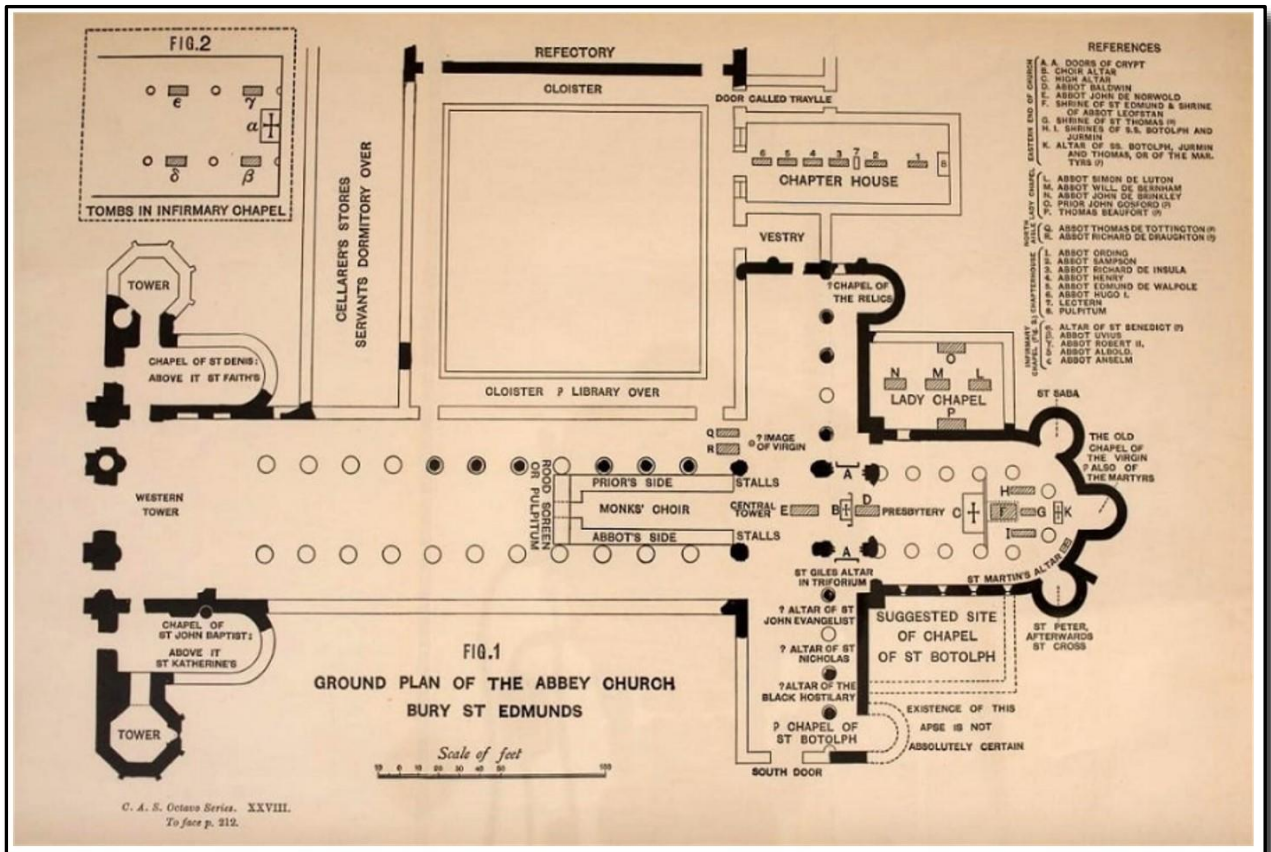 FIG.2
ϵ
γ
α
δ
β
TOMBS IN INFIRMARY CHAPEL
REFECTORY
CLOISTER
CELLARER'S STORES
SERVANTS DORMITORY OVER
CLOISTER ? LIBRARY OVER
DOOR CALLED TRAYLLE
6 5 4 3 7 2 1 8
CHAPTER HOUSE
VESTRY
? CHAPEL OF
THE RELICS
REFERENCES
EASTERN END OF CHURCH
A. A. DOORS OF CRYPT
B. CHOIR ALTAR
C. HIGH ALTAR
D. ABBOT BALDWIN
E. ABBOT JOHN DE NORWOLD
F. SHRINE OF ST EDMUND & SHRINE
OF ABBOT LEOFSTAN
G. SHRINE OF ST THOMAS (?)
H. I. SHRINES OF S.S. BOTOLPH AND
JURMIN
K. ALTAR OF SS. BOTOLPH, JURMIN
AND THOMAS, OR OF THE MAR-
TYRS (?)
LADY CHAPEL
L. ABBOT SIMON DE LUTON
M. ABBOT WILL. DE BERNHAM
N. ABBOT JOHN DE BRINKLEY
O. PRIOR JOHN GOSFORD (?)
P. THOMAS BEAUFORT (?)
NORTH
AISLE
Q. ABBOT THOMAS DE TOTTINGTON (?)
R. ABBOT RICHARD DE DRAUGHTON (?)
CHAPTERHOUSE
1. ABBOT ORDING
2. ABBOT SAMPSON
3. ABBOT RICHARD DE INSULA
4. ABBOT HENRY
5. ABBOT EDMUND DE WALPOLE
6. ABBOT HUGO I.
7. LECTERN
8. PULPITUM
INFIRMARY
CHAPEL (FIG. 2.)
ALTAR OF ST BENEDICT (?)
ABBOT UVIUS
ABBOT ROBERT II.
ABBOT ALBOLD.
ABBOT ANSELM
TOWER
CHAPEL OF ST DENIS:
ABOVE IT ST FAITH'S
O
N M L
LADY CHAPEL
P
ST SABA
THE OLD
CHAPEL OF
THE VIRGIN
? ALSO OF
THE MARTYRS
Q
R
? IMAGE
OF VIRGIN
WESTERN
TOWER
ROOD SCREEN
OR PULPITUM
PRIOR'S SIDE
MONKS' CHOIR
ABBOT'S SIDE
STALLS
CENTRAL
TOWER
STALLS
E
A
B
D
A
PRESBYTERY
C
H
F
G
I
K
ST MARTIN'S ALTAR
ST PETER,
AFTERWARDS
ST CROSS
ST GILES ALTAR
IN TRIFORIUM
? ALTAR OF ST
JOHN EVANGELIST
? ALTAR OF ST
NICHOLAS
? ALTAR OF THE
BLACK HOSTILARY
? CHAPEL OF
ST BOTOLPH
SOUTH DOOR
SUGGESTED SITE
OF CHAPEL
OF ST BOTOLPH
EXISTENCE OF THIS
APSE IS NOT
ABSOLUTELY CERTAIN
CHAPEL OF
ST JOHN BAPTIST:
ABOVE IT
ST KATHERINE'S
TOWER
FIG.1
GROUND PLAN OF THE ABBEY CHURCH
BURY ST EDMUNDS
Scale of feet
10 0 10 20 30 40 50 100
C. A. S. Octavo Series. XXVIII.
To face p. 212.